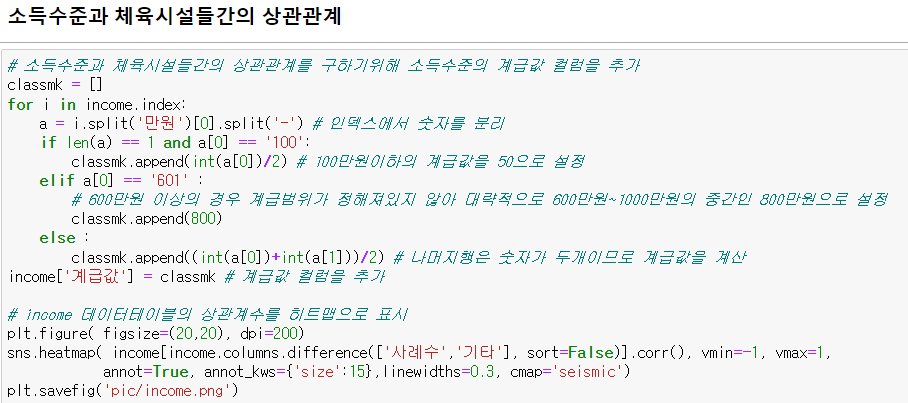 소득수준과 체육시설들간의 상관관계
# 소득수준과 체육시설들간의 상관관계를 구하기위해 소득수준의 계급값 컬럼을 추가
classmk = []
for i in income.index:
    a = i.split('만원')[0].split('-') # 인덱스에서 숫자를 분리
    if len(a) == 1 and a[0] == '100':
        classmk.append(int(a[0])/2) # 100만원이하의 계급값을 50으로 설정
    elif a[0] == '601' :
        # 600만원 이상의 경우 계급범위가 정해져있지 않아 대략적으로 600만원~1000만원의 중간인 800만원으로 설정
        classmk.append(800)
    else :
        classmk.append((int(a[0])+int(a[1]))/2) # 나머지행은 숫자가 두개이므로 계급값을 계산
income['계급값'] = classmk # 계급값 컬럼을 추가
# income 데이터테이블의 상관계수를 히트맵으로 표시
plt.figure( figsize=(20,20), dpi=200)
sns.heatmap( income[income.columns.difference(['사례수','기타'], sort=False)].corr(), vmin=-1, vmax=1,
            annot=True, annot_kws={'size':15},linewidths=0.3, cmap='seismic')
plt.savefig('pic/income.png')